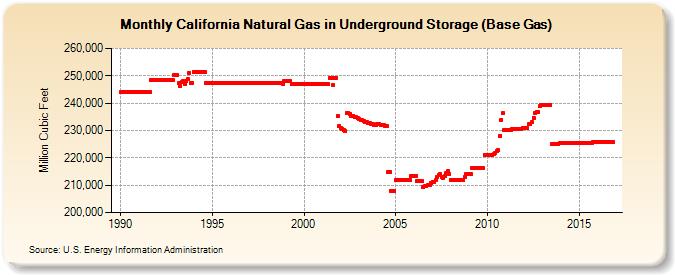 Monthly California Natural Gas in Underground Storage (Base Gas)
Million Cubic Feet
260,000
250,000
240,000
230,000
220,000
210,000
200,000
1990 1995 2000 2005 2010 2015
Source: U.S. Energy Information Administration